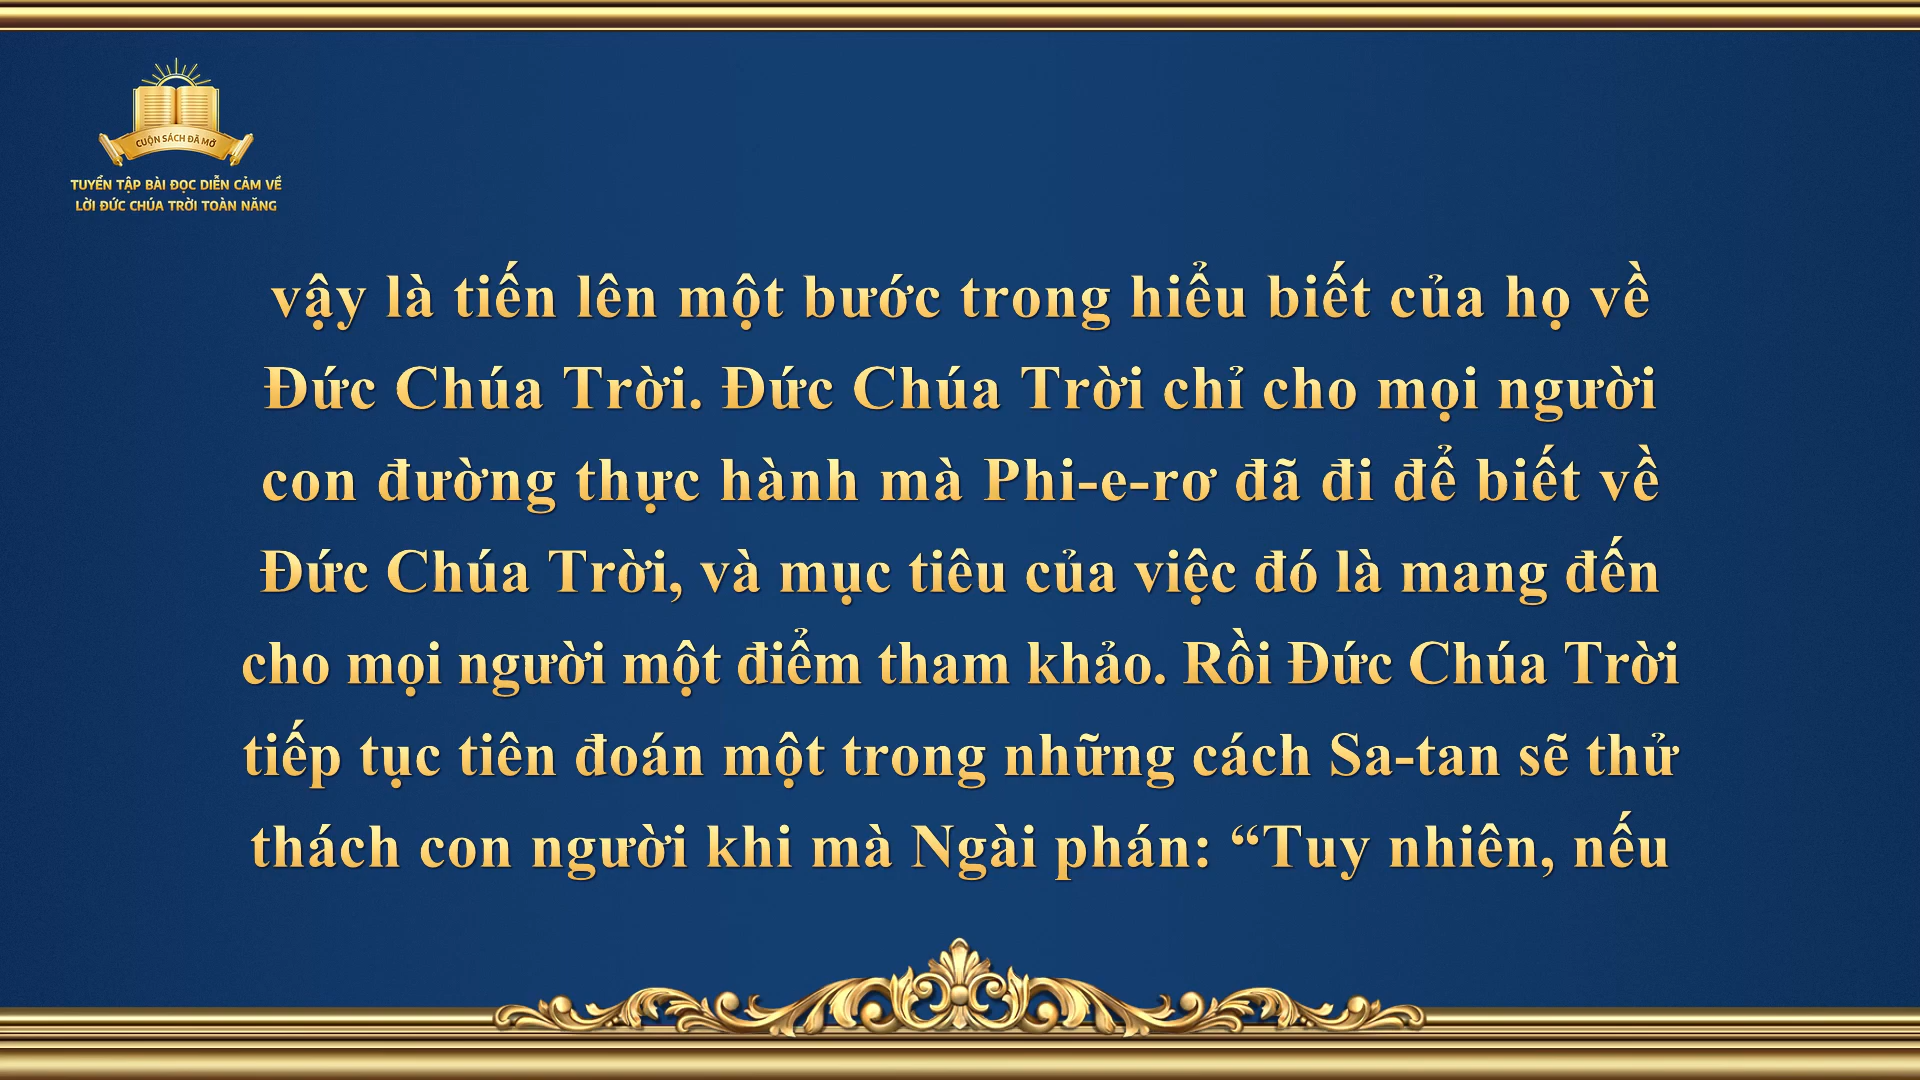 CUỘN SÁCH ĐÃ MỞ
TUYỂN TẬP BÀI ĐỌC DIỄN CẢM VỀ
LỜI ĐỨC CHÚA TRỜI TOÀN NĂNG
vậy là tiến lên một bước trong hiểu biết của họ về
Đức Chúa Trời. Đức Chúa Trời chỉ cho mọi người
con đường thực hành mà Phi-e-rơ đã đi để biết về
Đức Chúa Trời, và mục tiêu của việc đó là mang đến
cho mọi người một điểm tham khảo. Rồi Đức Chúa Trời
tiếp tục tiên đoán một trong những cách Sa-tan sẽ thử
thách con người khi mà Ngài phán: “Tuy nhiên, nếu